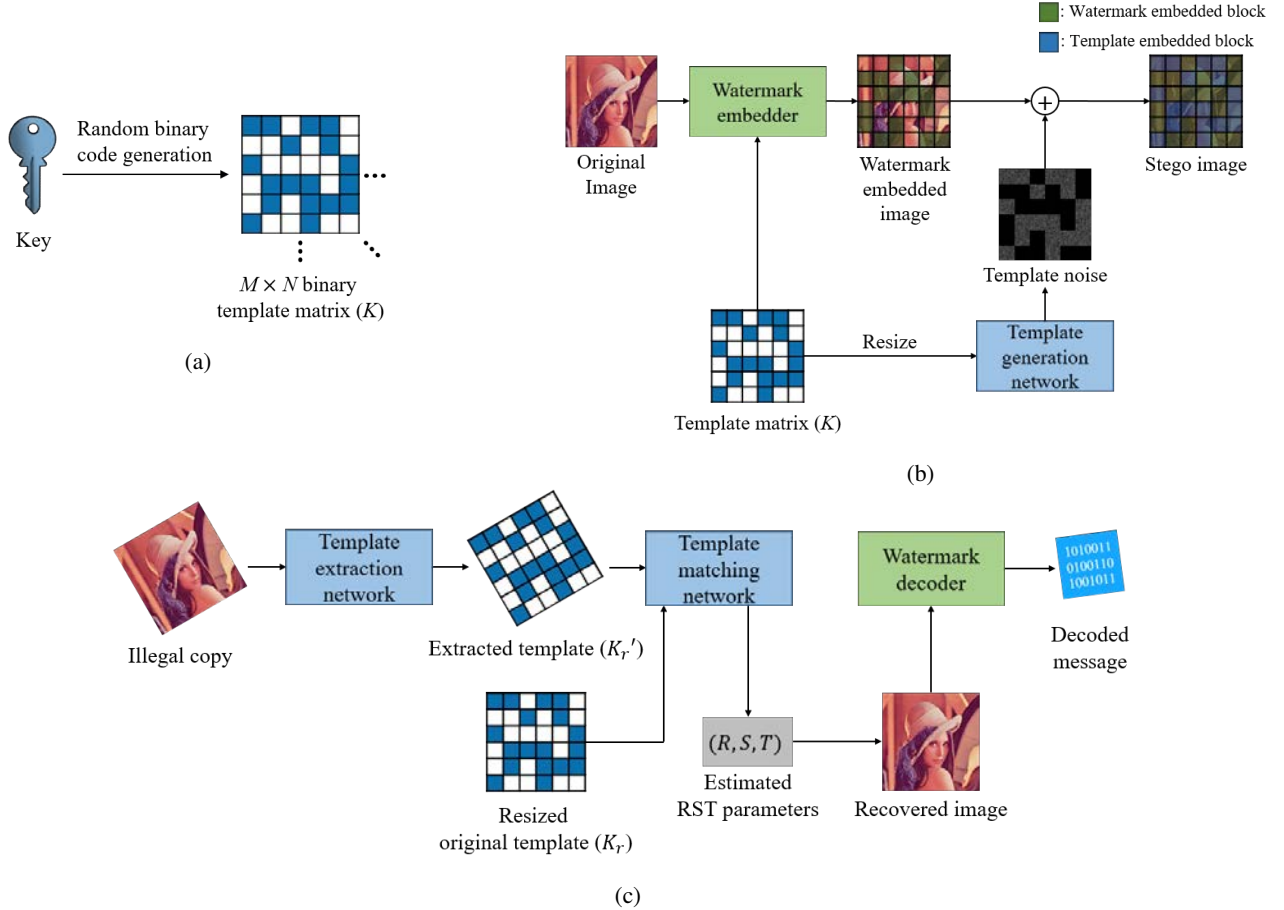 : Watermark embedded block
: Template embedded block
Random binary
code generation
Key
M × N binary
template matrix (K)
(a)
Original
Image
Watermark
embedder
Watermark
embedded
image
+
Stego image
Template noise
Resize
Template
generation
network
Template matrix (K)
(b)
Illegal copy
Template
extraction
network
Extracted template (Kᵣ′)
Template
matching
network
Resized
original template (Kᵣ)
(R, S, T)
Estimated
RST parameters
Recovered image
Watermark
decoder
1010011
0100110
1001011
Decoded
message
(c)